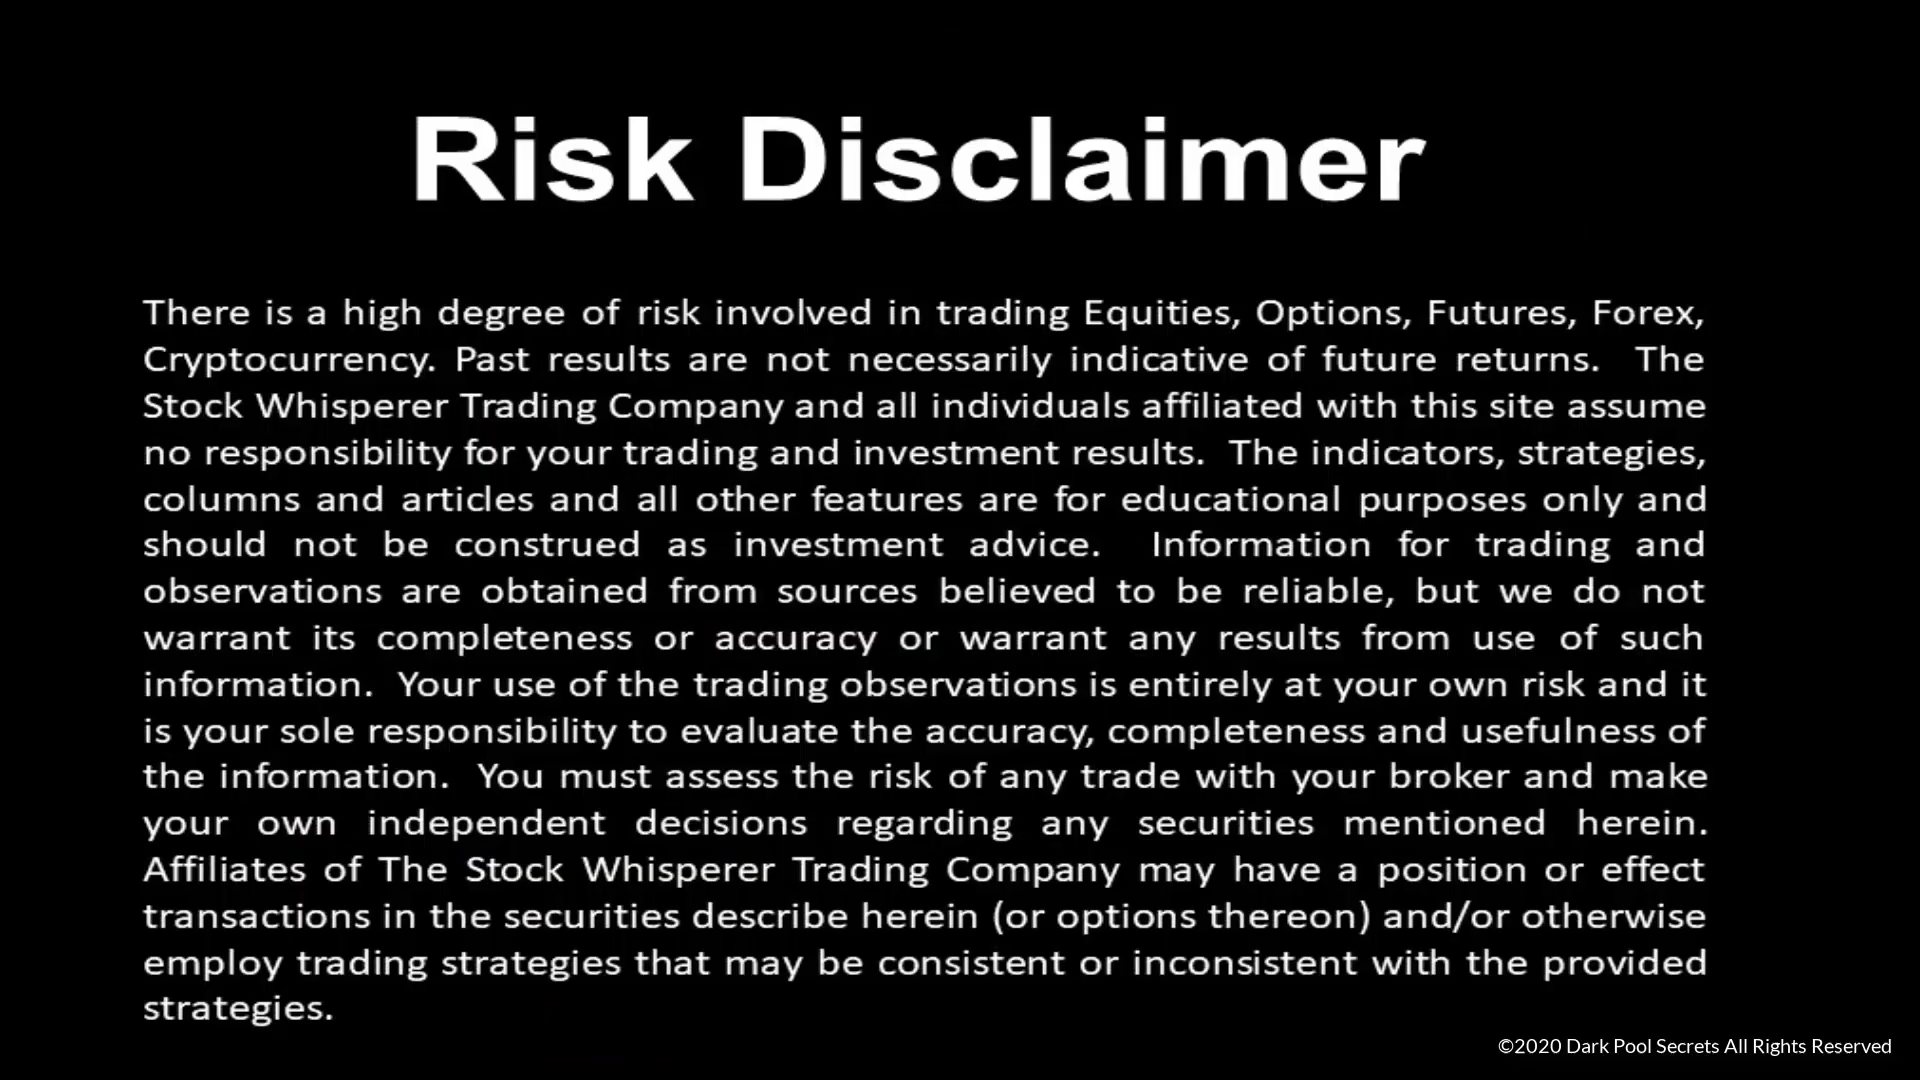 Risk Disclaimer
There is a high degree of risk involved in trading Equities, Options, Futures, Forex,
Cryptocurrency. Past results are not necessarily indicative of future returns.  The
Stock Whisperer Trading Company and all individuals affiliated with this site assume
no responsibility for your trading and investment results.  The indicators, strategies,
columns and articles and all other features are for educational purposes only and
should not be construed as investment advice.  Information for trading and
observations are obtained from sources believed to be reliable, but we do not
warrant its completeness or accuracy or warrant any results from use of such
information.  Your use of the trading observations is entirely at your own risk and it
is your sole responsibility to evaluate the accuracy, completeness and usefulness of
the information.  You must assess the risk of any trade with your broker and make
your own independent decisions regarding any securities mentioned herein.
Affiliates of The Stock Whisperer Trading Company may have a position or effect
transactions in the securities describe herein (or options thereon) and/or otherwise
employ trading strategies that may be consistent or inconsistent with the provided
strategies.
©2020 Dark Pool Secrets All Rights Reserved